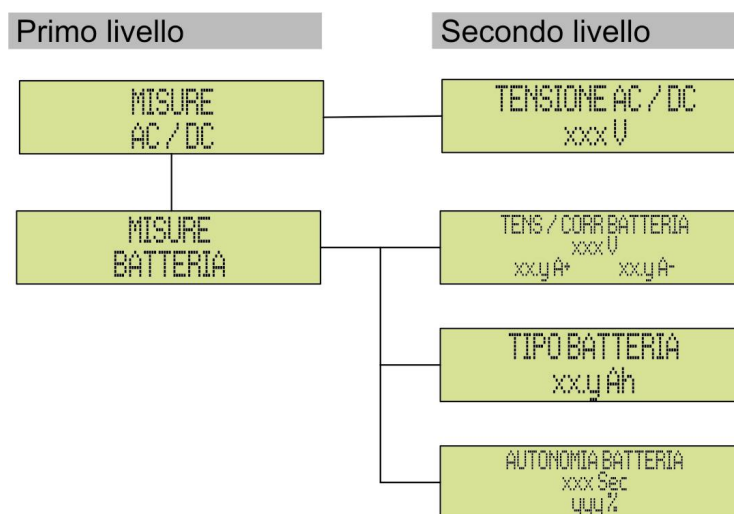 Primo livello
Secondo livello
MISURE
AC / DC
TENSIONE AC / DC
xxx V
MISURE
BATTERIA
TENS / CORR BATTERIA
xxx V
xx.y A+ xx.y A-
TIPO BATTERIA
xx.y Ah
AUTONOMIA BATTERIA
xxx Sec
yyy %